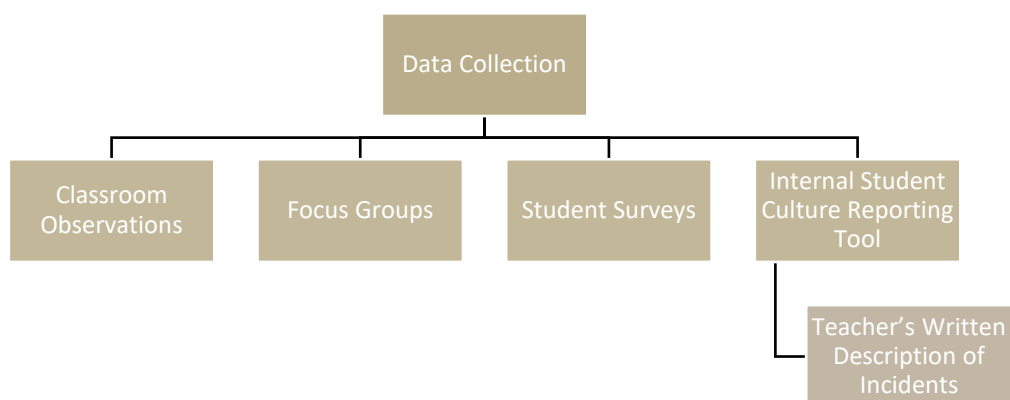 Data Collection
Classroom
Observations
Focus Groups
Student Surveys
Internal Student
Culture Reporting
Tool
Teacher’s Written
Description of
Incidents